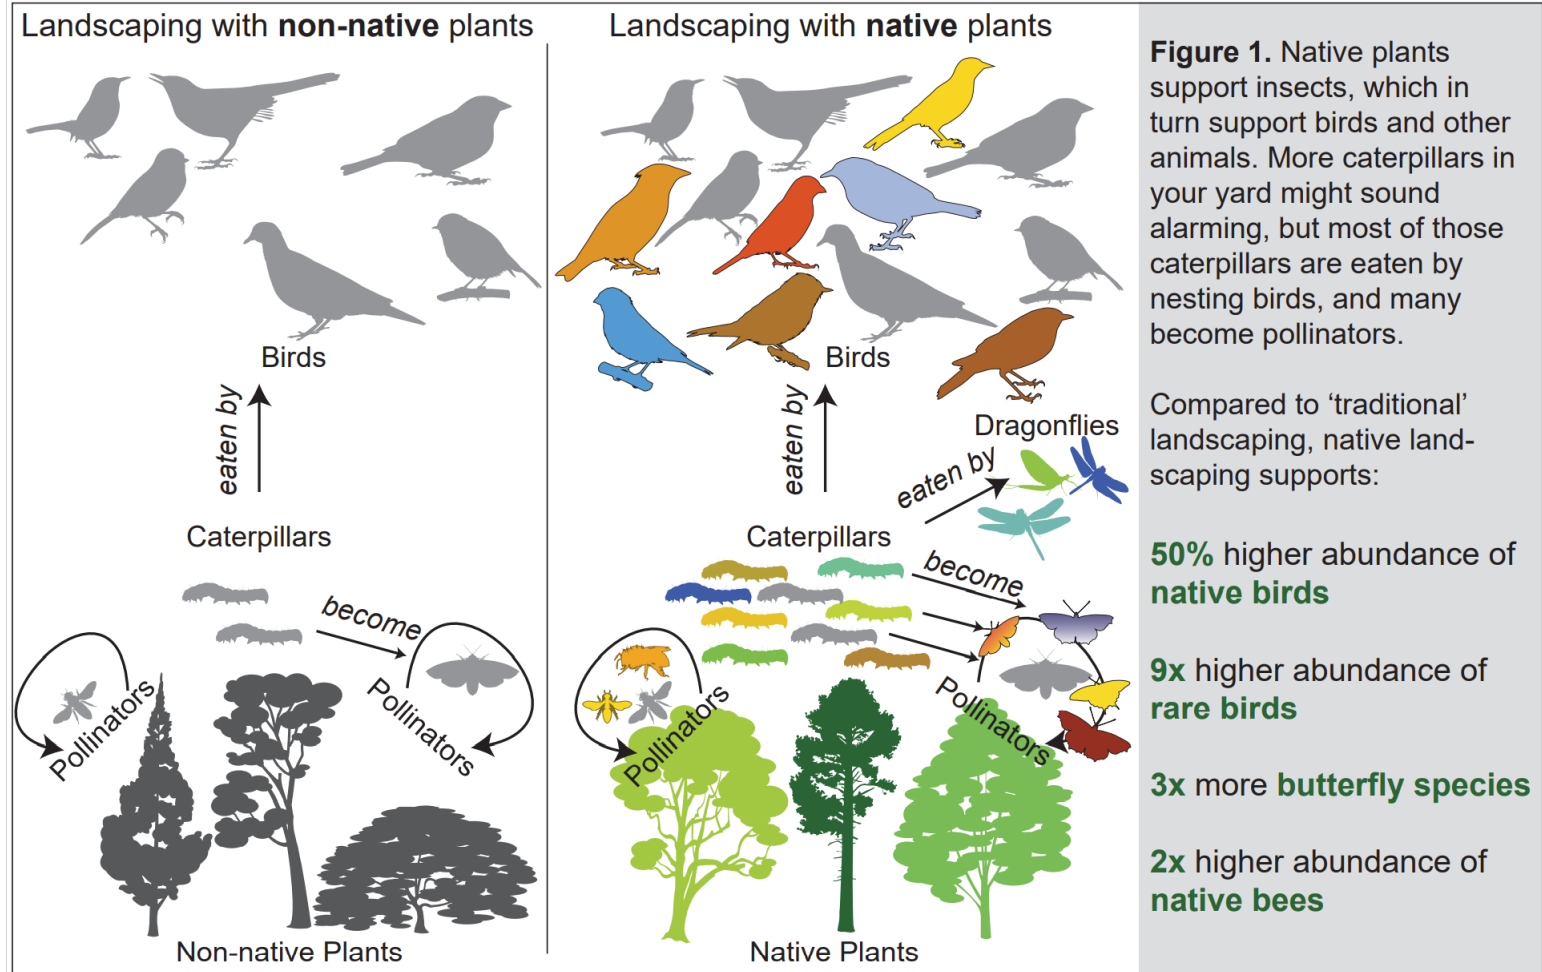 Landscaping with non-native plants
Birds
eaten by
Caterpillars
become
Pollinators
Pollinators
Non-native Plants
Landscaping with native plants
Birds
eaten by
Dragonflies
eaten by
Caterpillars
become
Pollinators
Pollinators
Native Plants
Figure 1. Native plants
support insects, which in
turn support birds and other
animals. More caterpillars in
your yard might sound
alarming, but most of those
caterpillars are eaten by
nesting birds, and many
become pollinators.
Compared to ‘traditional’
landscaping, native land-
scaping supports:
50% higher abundance of
native birds
9x higher abundance of
rare birds
3x more butterfly species
2x higher abundance of
native bees